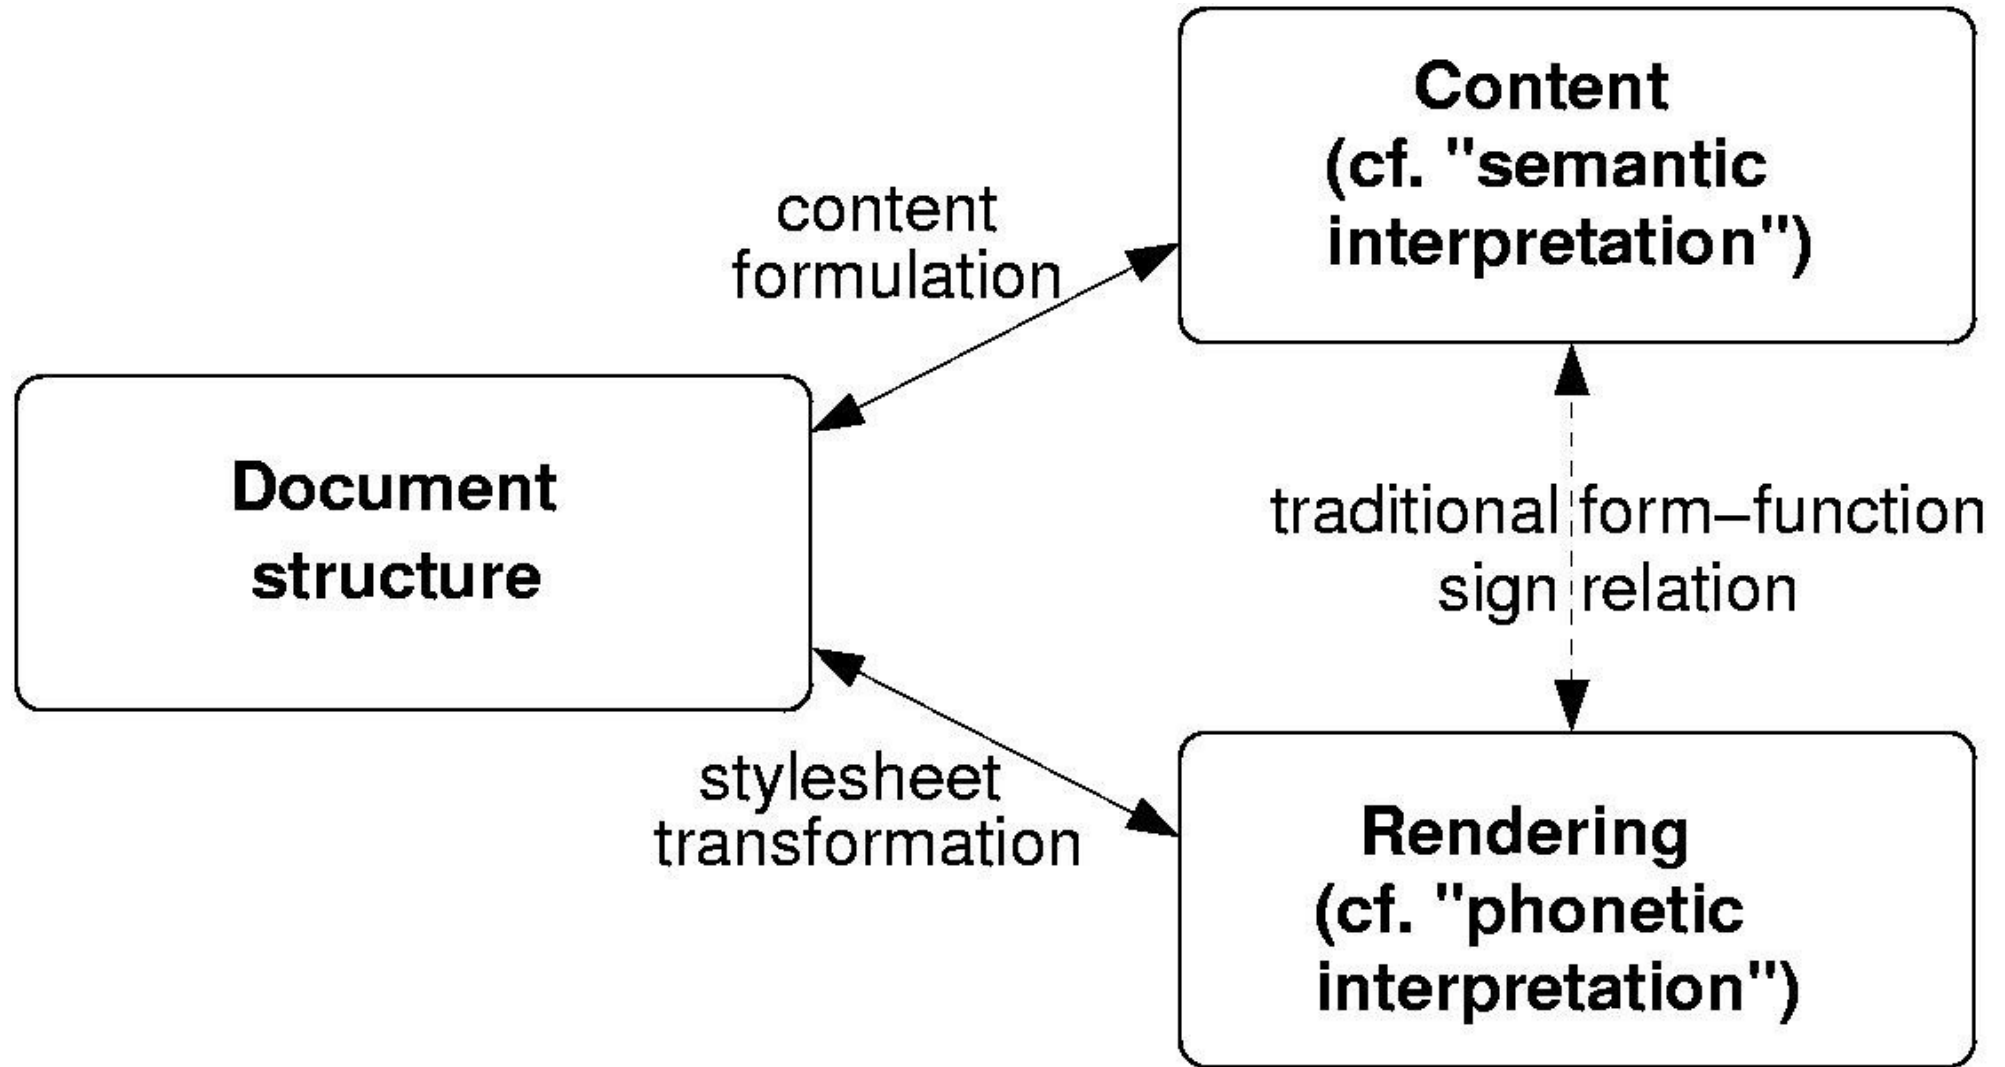 Content
(cf. "semantic
interpretation")
content
formulation
Document
structure
traditional form–function
sign relation
stylesheet
transformation
Rendering
(cf. "phonetic
interpretation")